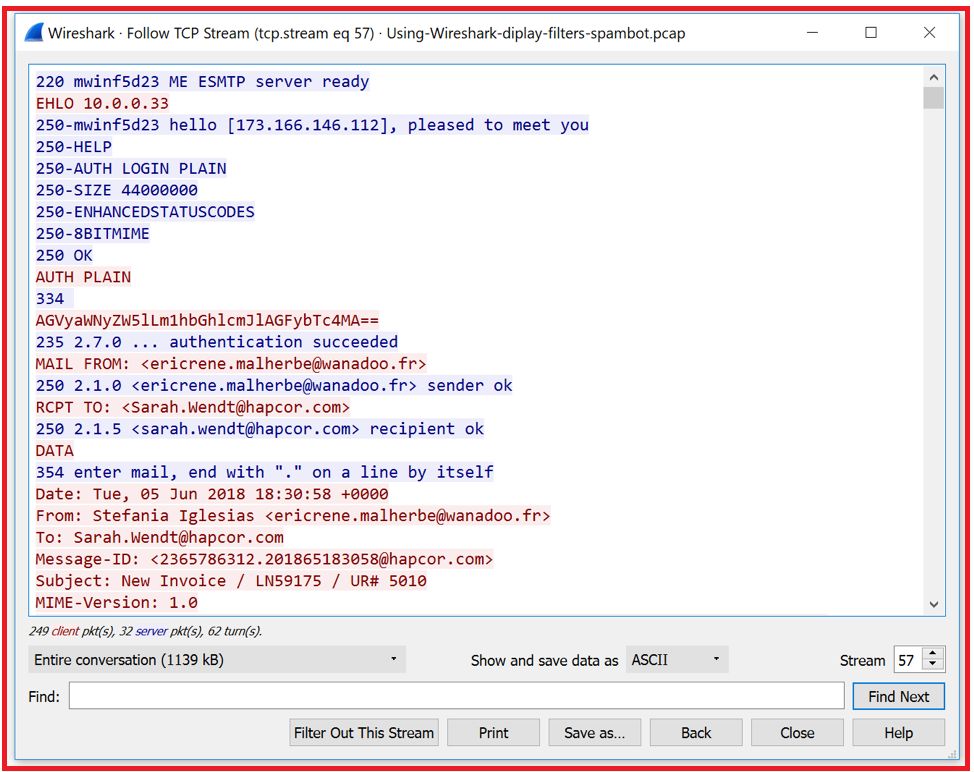 Wireshark · Follow TCP Stream (tcp.stream eq 57) · Using-Wireshark-diplay-filters-spambot.pcap
220 mwinf5d23 ME ESMTP server ready
EHLO 10.0.0.33
250-mwinf5d23 hello [173.166.146.112], pleased to meet you
250-HELP
250-AUTH LOGIN PLAIN
250-SIZE 44000000
250-ENHANCEDSTATUSCODES
250-8BITMIME
250 OK
AUTH PLAIN
334
AGVyaWNyZW5lLm1hbGhlcmJlAGFybTc4MA==
235 2.7.0 ... authentication succeeded
MAIL FROM: <ericrene.malherbe@wanadoo.fr>
250 2.1.0 <ericrene.malherbe@wanadoo.fr> sender ok
RCPT TO: <Sarah.Wendt@hapcor.com>
250 2.1.5 <sarah.wendt@hapcor.com> recipient ok
DATA
354 enter mail, end with "." on a line by itself
Date: Tue, 05 Jun 2018 18:30:58 +0000
From: Stefania Iglesias <ericrene.malherbe@wanadoo.fr>
To: Sarah.Wendt@hapcor.com
Message-ID: <2365786312.201865183058@hapcor.com>
Subject: New Invoice / LN59175 / UR# 5010
MIME-Version: 1.0
249 client pkt(s), 32 server pkt(s), 62 turn(s).
Entire conversation (1139 kB) Show and save data as ASCII Stream 57
Find: Find Next
Filter Out This Stream Print Save as... Back Close Help